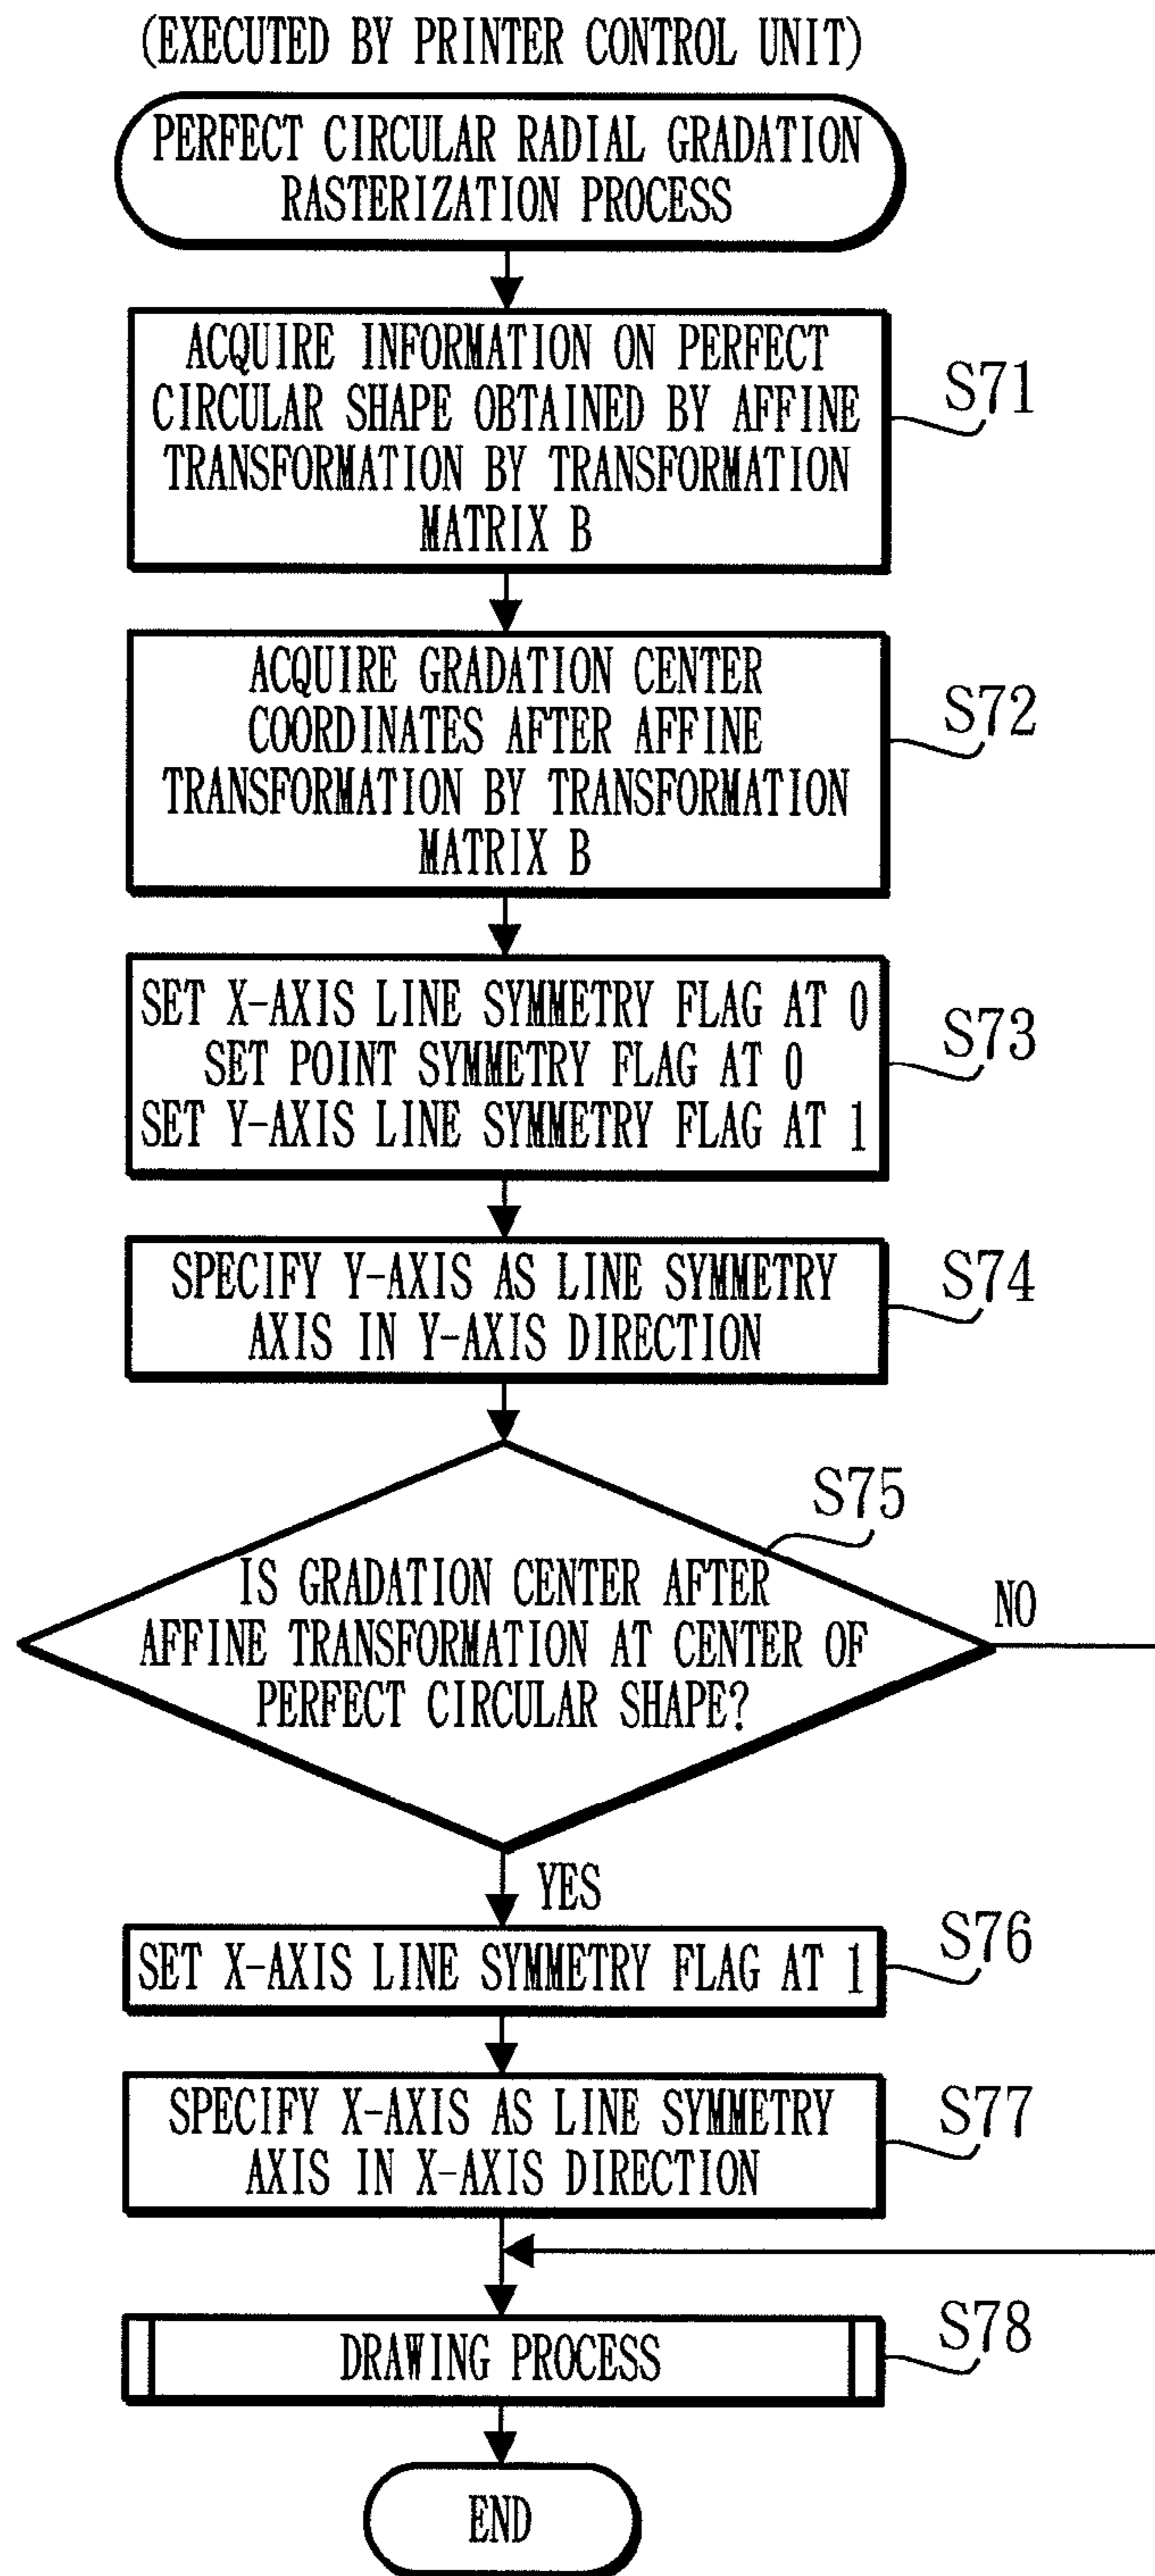 (EXECUTED BY PRINTER CONTROL UNIT)
PERFECT CIRCULAR RADIAL GRADATION
RASTERIZATION PROCESS
ACQUIRE INFORMATION ON PERFECT
CIRCULAR SHAPE OBTAINED BY AFFINE
TRANSFORMATION BY TRANSFORMATION
MATRIX B
S71
ACQUIRE GRADATION CENTER
COORDINATES AFTER AFFINE
TRANSFORMATION BY TRANSFORMATION
MATRIX B
S72
SET X-AXIS LINE SYMMETRY FLAG AT 0
SET POINT SYMMETRY FLAG AT 0
SET Y-AXIS LINE SYMMETRY FLAG AT 1
S73
SPECIFY Y-AXIS AS LINE SYMMETRY
AXIS IN Y-AXIS DIRECTION
S74
S75
IS GRADATION CENTER AFTER
AFFINE TRANSFORMATION AT CENTER OF
PERFECT CIRCULAR SHAPE?
NO
YES
SET X-AXIS LINE SYMMETRY FLAG AT 1
S76
SPECIFY X-AXIS AS LINE SYMMETRY
AXIS IN X-AXIS DIRECTION
S77
DRAWING PROCESS
S78
END